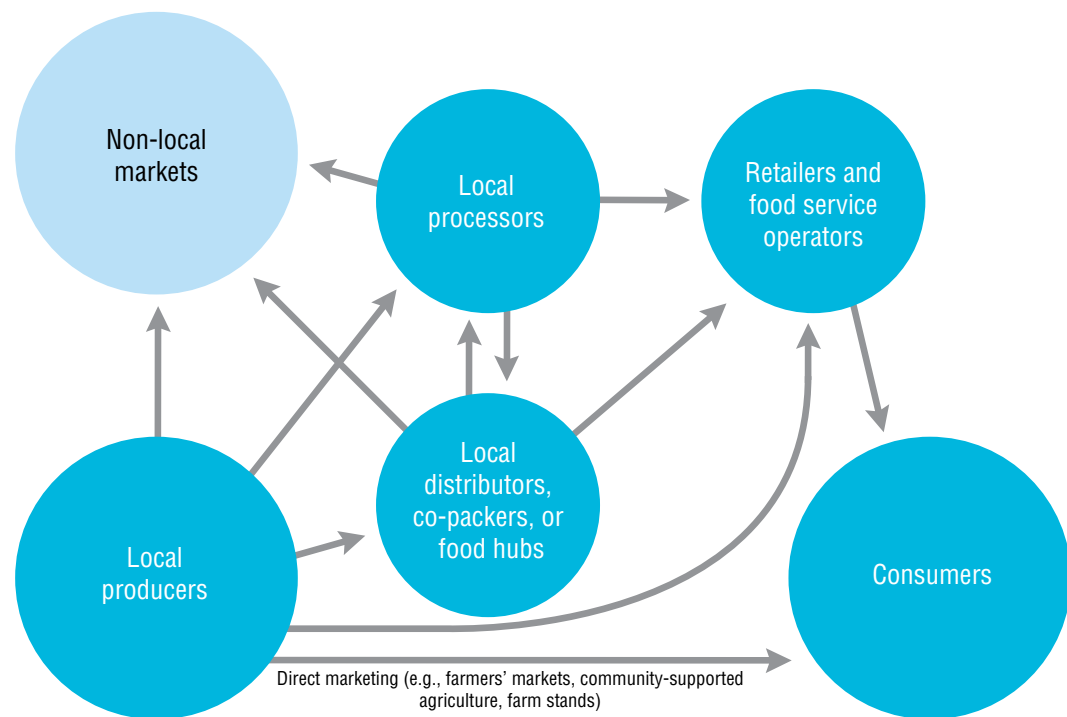 Non-local
markets
Local
processors
Retailers and
food service
operators
Local
distributors,
co-packers, or
food hubs
Local
producers
Consumers
Direct marketing (e.g., farmers’ markets, community-supported
agriculture, farm stands)